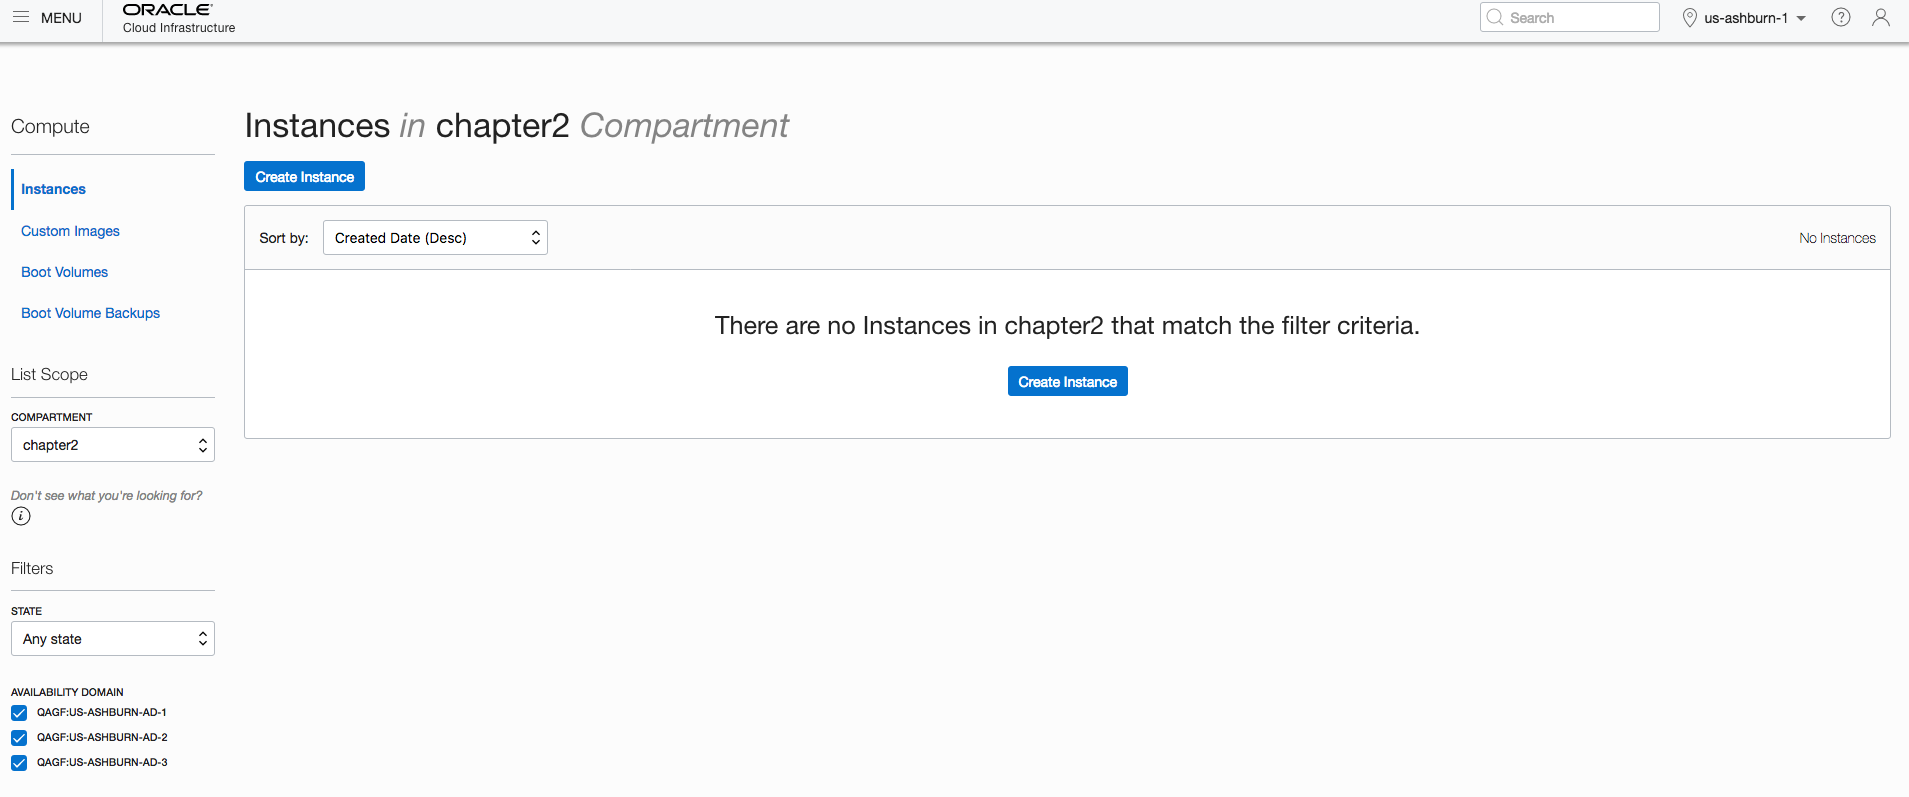 MENU
ORACLE
Cloud Infrastructure
Search
us-ashburn-1
?
Compute
Instances
Custom Images
Boot Volumes
Boot Volume Backups
List Scope
COMPARTMENT
chapter2
Don't see what you're looking for?
i
Filters
STATE
Any state
AVAILABILITY DOMAIN
QAGF:US-ASHBURN-AD-1
QAGF:US-ASHBURN-AD-2
QAGF:US-ASHBURN-AD-3
Instances in chapter2 Compartment
Create Instance
Sort by: Created Date (Desc)
No Instances
There are no Instances in chapter2 that match the filter criteria.
Create Instance